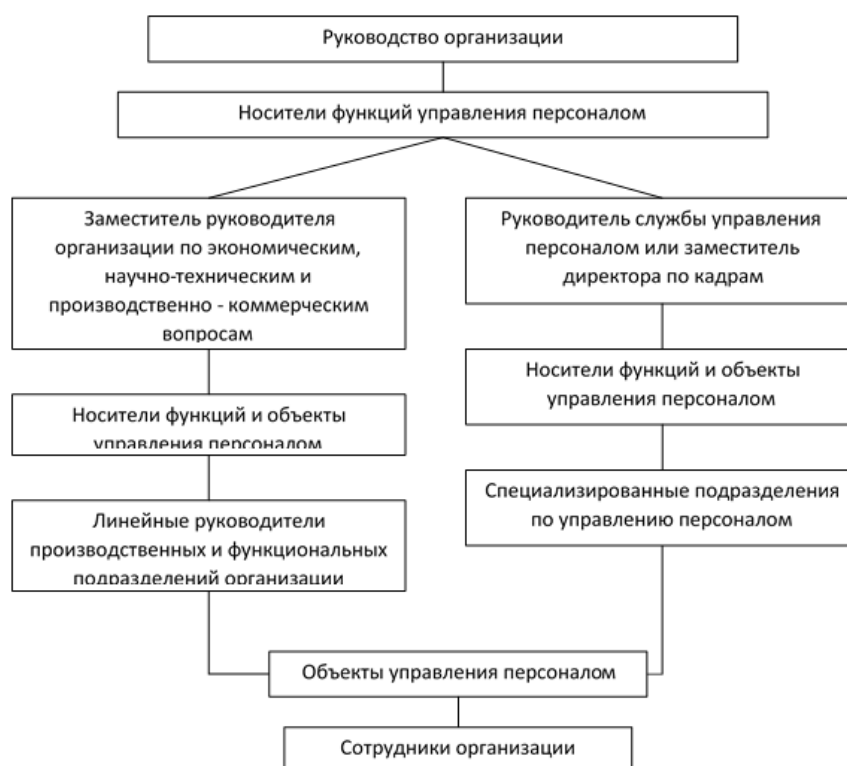 Руководство организации
Носители функций управления персоналом
Заместитель руководителя
организации по экономическим,
научно-техническим и
производственно - коммерческим
вопросам
Носители функций и объекты
управления персоналом
Линейные руководители
производственных и функциональных
подразделений организации
Руководитель службы управления
персоналом или заместитель
директора по кадрам
Носители функций и объекты
управления персоналом
Специализированные подразделения
по управлению персоналом
Объекты управления персоналом
Сотрудники организации